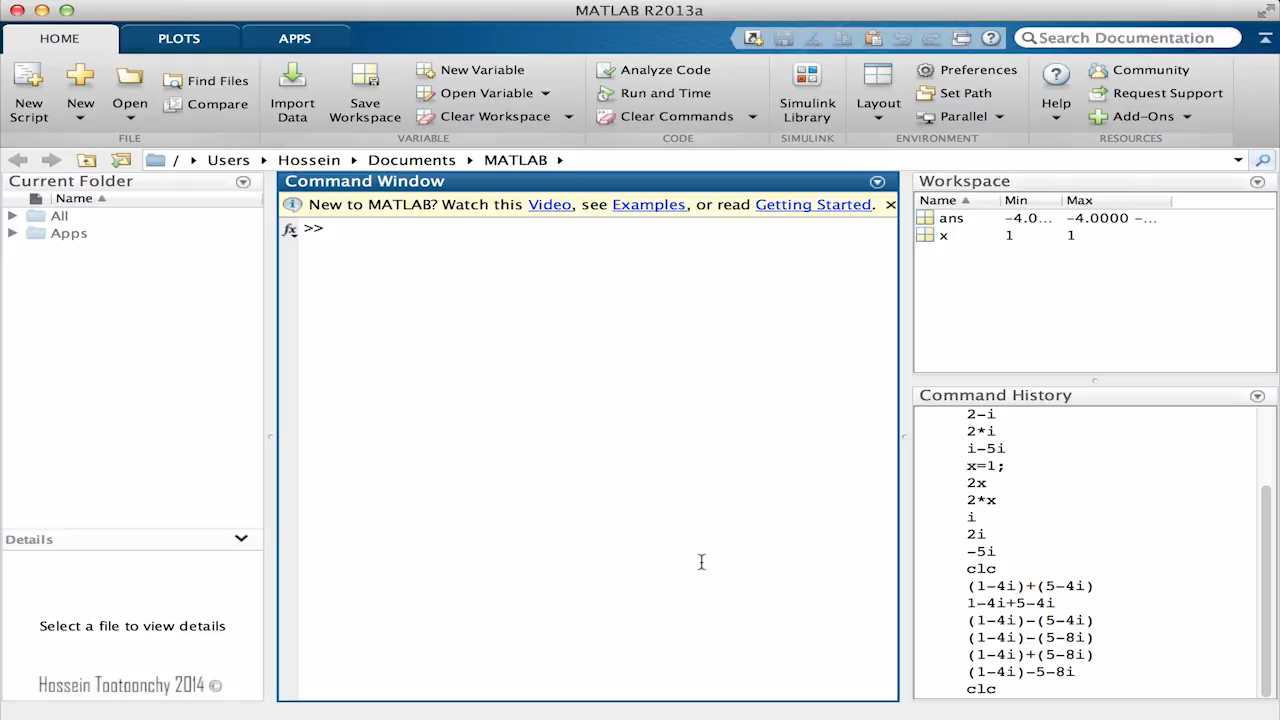 MATLAB R2013a
HOME
PLOTS
APPS
Search Documentation
New Script
New
Open
Find Files
Compare
FILE
Import Data
Save Workspace
New Variable
Open Variable
Clear Workspace
VARIABLE
Analyze Code
Run and Time
Clear Commands
CODE
Simulink Library
SIMULINK
Layout
Preferences
Set Path
Parallel
ENVIRONMENT
Help
Community
Request Support
Add-Ons
RESOURCES
/ Users Hossein Documents MATLAB
Current Folder
Name
All
Apps
Details
Select a file to view details
Hossein Tootoonchy 2014 ©
Command Window
New to MATLAB? Watch this Video, see Examples, or read Getting Started.
fx >>
Workspace
Name Min Max
ans -4.0... -4.0000 -...
x 1 1
Command History
2-i
2*i
i-5i
x=1;
2x
2*x
i
2i
-5i
clc
(1-4i)+(5-4i)
1-4i+5-4i
(1-4i)-(5-4i)
(1-4i)-(5-8i)
(1-4i)+(5-8i)
(1-4i)-5-8i
clc